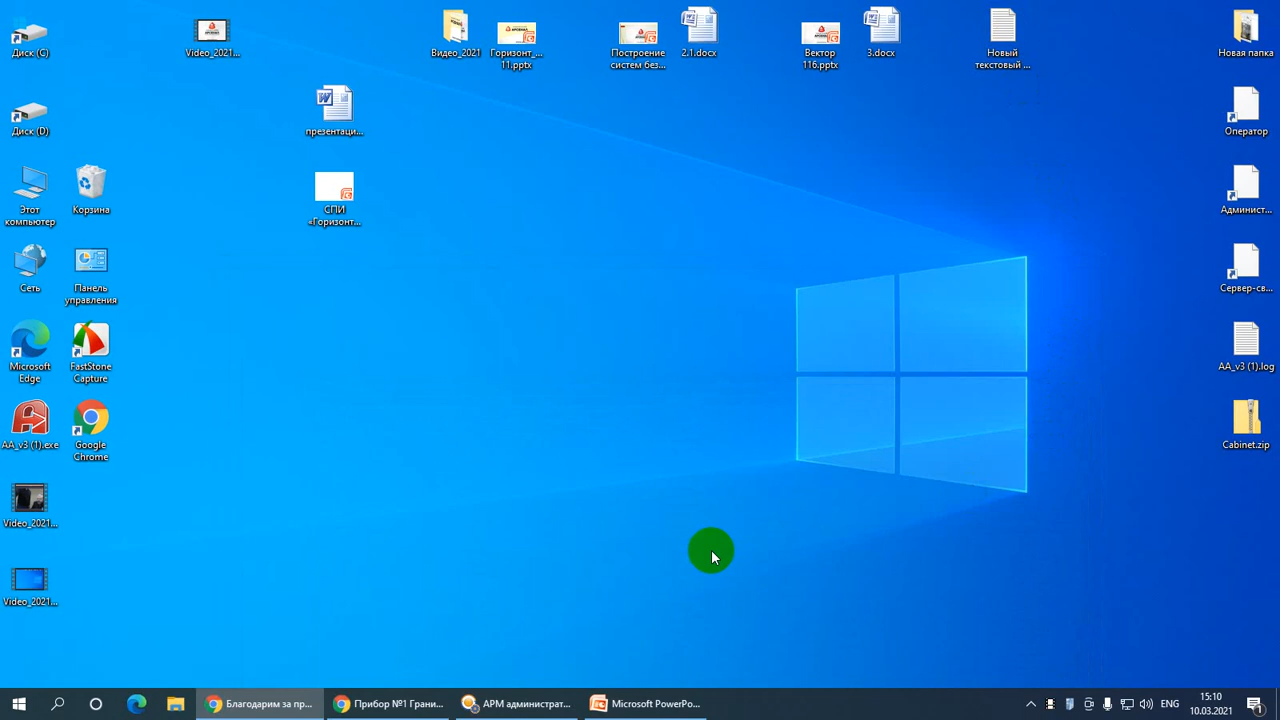 Диск (C)
Video_2021...
Видео_2021
Горизонт_...
11.pptx
Построение
систем без...
2.1.docx
Вектор
116.pptx
3.docx
Новый
текстовый ...
Новая папка
Диск (D)
презентаци...
Оператор
Этот
компьютер
Корзина
СПИ
«Горизонт...
Админист...
Сеть
Панель
управления
Сервер-св...
Microsoft
Edge
FastStone
Capture
AA_v3 (1).log
AA_v3 (1).exe
Google
Chrome
Cabinet.zip
Video_2021...
Video_2021...
Благодарим за пр...
Прибор №1 Грани...
АРМ администрат...
Microsoft PowerPo...
ENG
15:10
10.03.2021